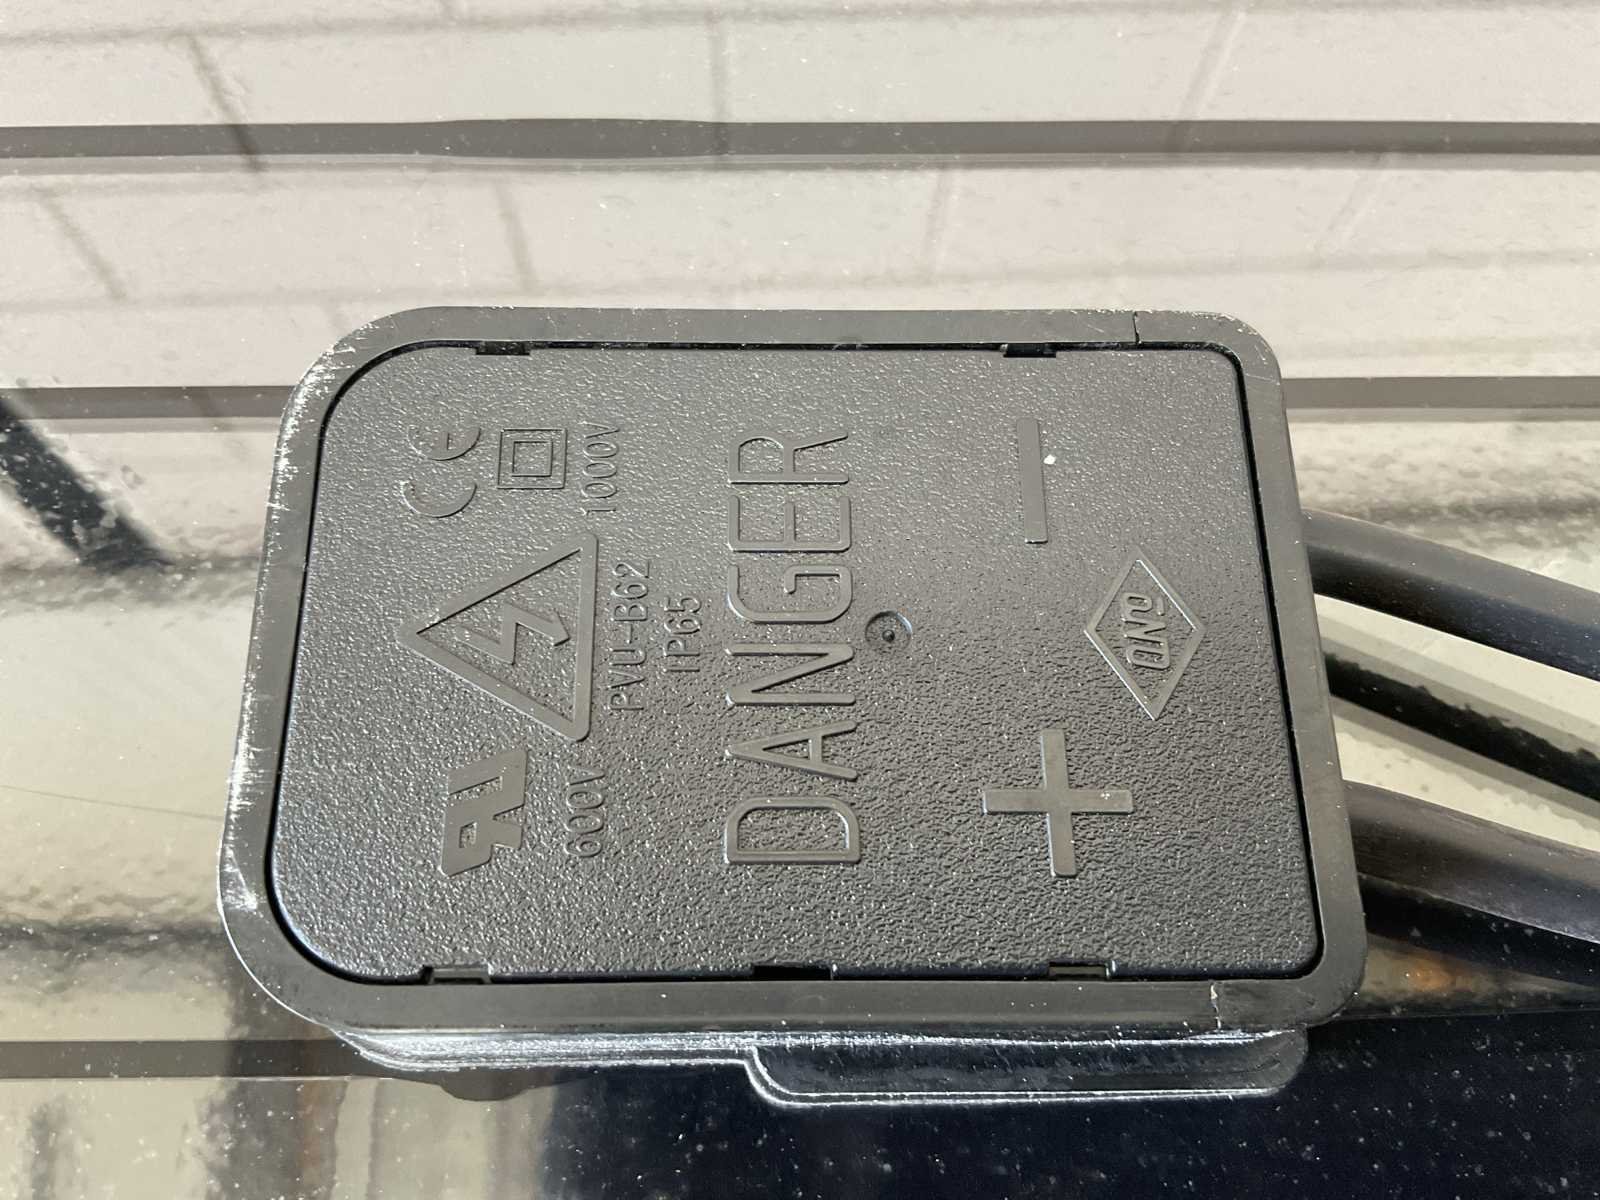 CE
600V 1000V
PVU-B62
IP65
DANGER
+ −